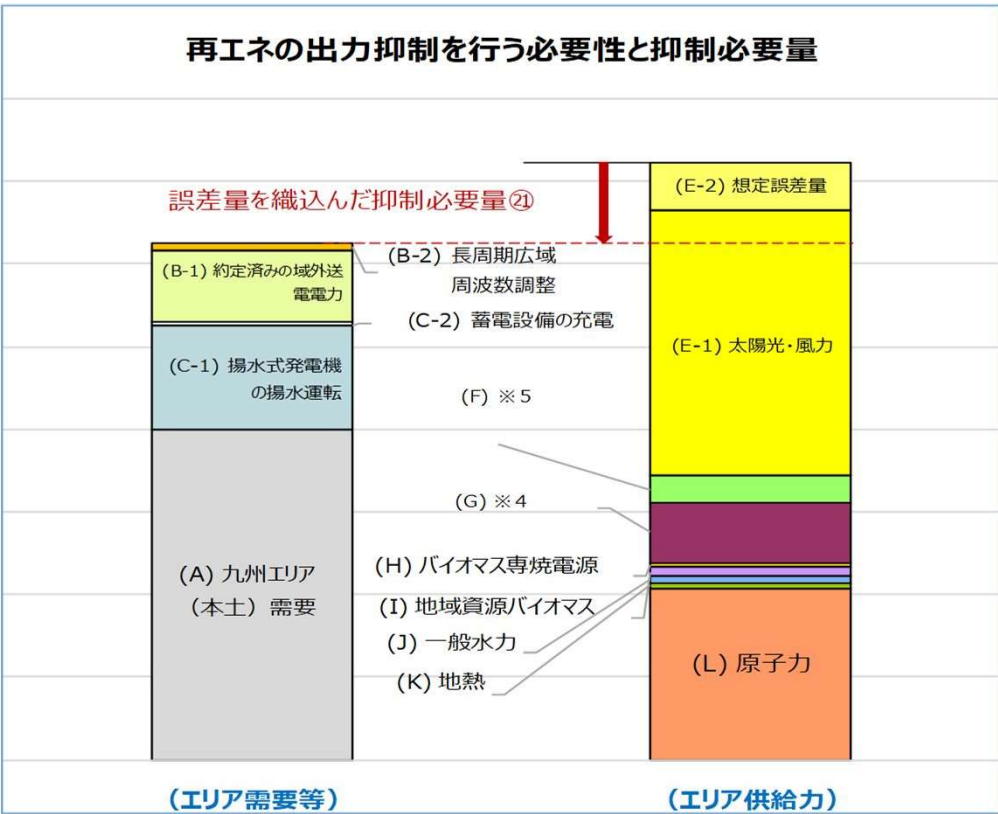 再エネの出力抑制を行う必要性と抑制必要量
誤差量を織込んだ抑制必要量㉑
(B-2) 長周期広域
周波数調整
(B-1) 約定済みの域外送
電電力
(C-2) 蓄電設備の充電
(C-1) 揚水式発電機
の揚水運転
(A) 九州エリア
（本土）需要
(E-2) 想定誤差量
(E-1) 太陽光・風力
(F) ※５
(G) ※４
(H) バイオマス専焼電源
(I) 地域資源バイオマス
(J) 一般水力
(K) 地熱
(L) 原子力
（エリア需要等）
（エリア供給力）